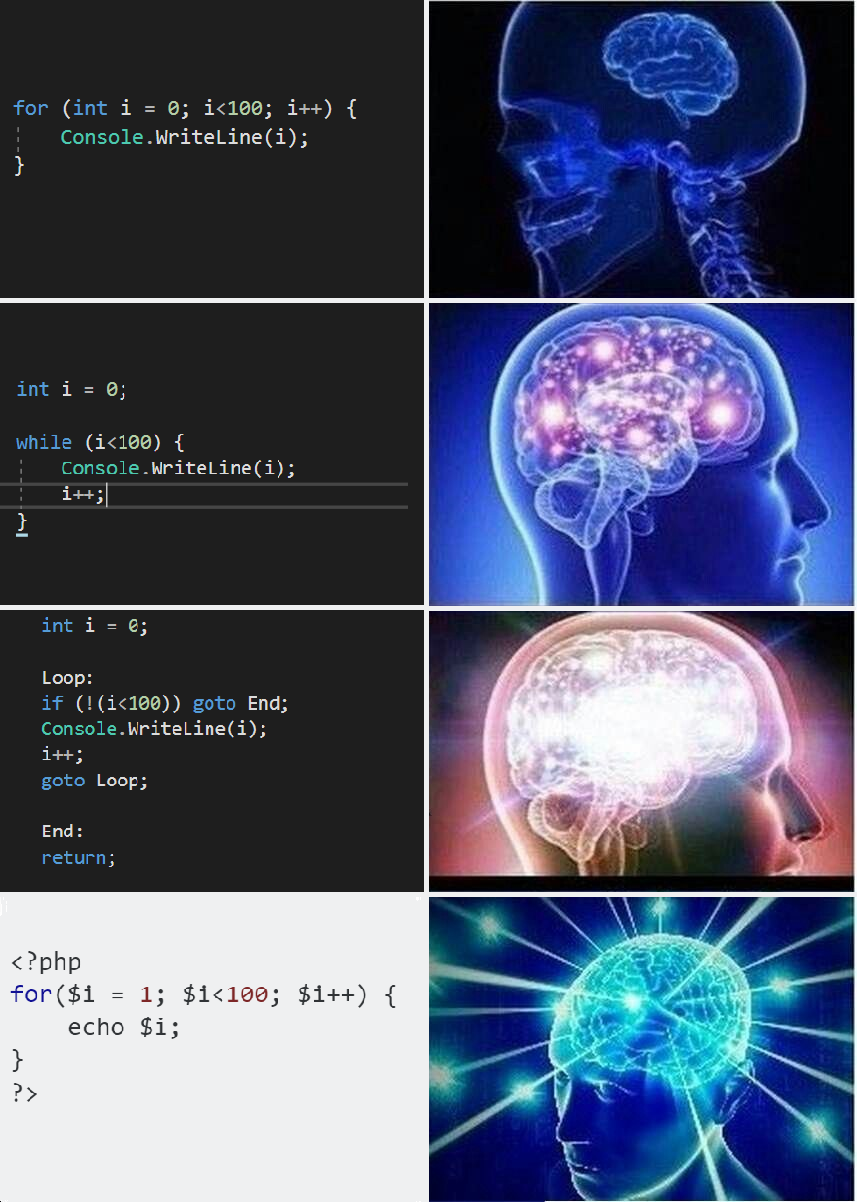 for (int i = 0; i<100; i++) {
    Console.WriteLine(i);
}
int i = 0;
while (i<100) {
    Console.WriteLine(i);
    i++;
}
int i = 0;
Loop:
if (!(i<100)) goto End;
Console.WriteLine(i);
i++;
goto Loop;
End:
return;
<?php
for($i = 1; $i<100; $i++) {
    echo $i;
}
?>